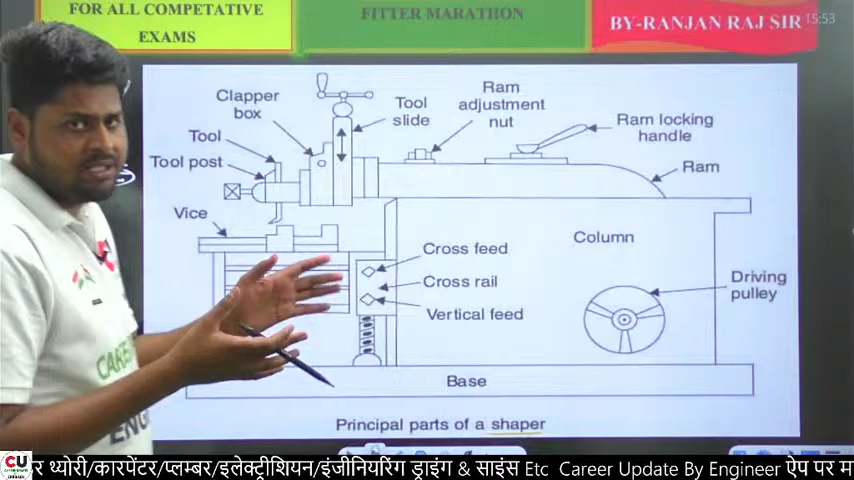 FOR ALL COMPETATIVE
EXAMS
FITTER MARATHON
BY-RANJAN RAJ SIR
15:53
Clapper
box
Tool
slide
Ram
adjustment
nut
Ram locking
handle
Tool
Tool post
Ram
Vice
Column
Cross feed
Cross rail
Vertical feed
Driving
pulley
Base
Principal parts of a shaper
CAREER
ENG
CU
र थ्योरी/कारपेंटर/प्लम्बर/इलेक्ट्रीशियन/इंजीनियरिंग ड्राइंग & साइंस Etc Career Update By Engineer ऐप पर म